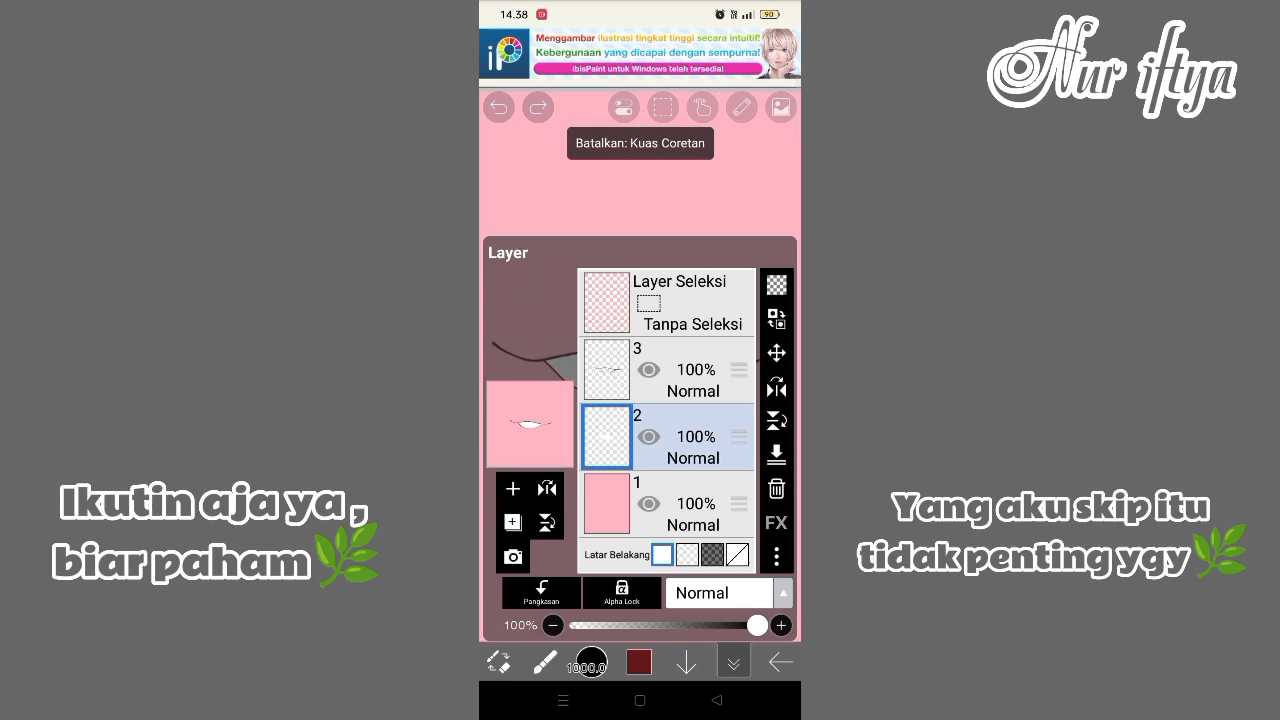 14.38
90
Menggambar ilustrasi tingkat tinggi secara intuitif!
Kebergunaan yang dicapai dengan sempurna!
ibisPaint untuk Windows telah tersedia!
iP
Nur iftya
Batalkan: Kuas Coretan
Layer
Layer Seleksi
Tanpa Seleksi
3
100%
Normal
2
100%
Normal
1
100%
Normal
FX
Latar Belakang
Pangkasan
Alpha Lock
Normal
100%
1000.0
Ikutin aja ya ,
biar paham
Yang aku skip itu
tidak penting ygy